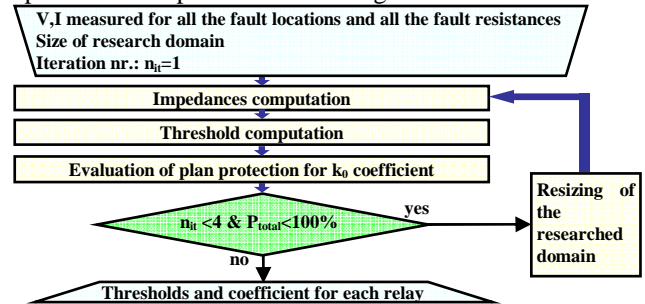 V,I measured for all the fault locations and all the fault resistances
Size of research domain
Iteration nr.: nit=1
Impedances computation
Threshold computation
Evaluation of plan protection for k0 coefficient
nit <4 & Ptotal<100%
yes
Resizing of
the
researched
domain
no
Thresholds and coefficient for each relay